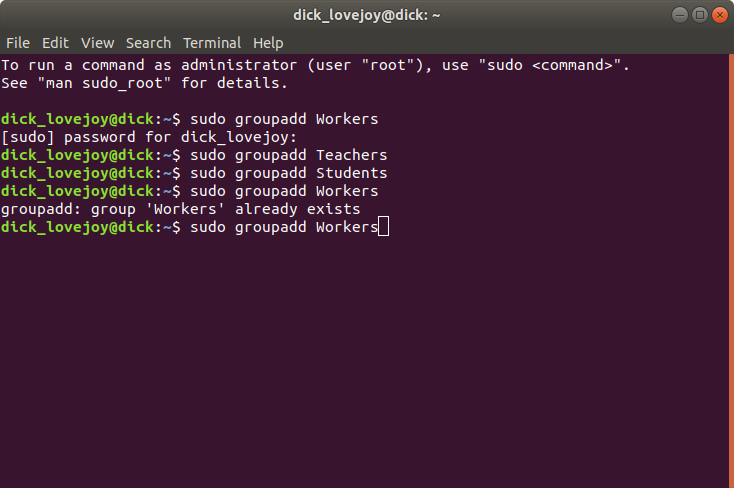 dick_lovejoy@dick: ~
File Edit View Search Terminal Help
To run a command as administrator (user "root"), use "sudo <command>".
See "man sudo_root" for details.
dick_lovejoy@dick:~$ sudo groupadd Workers
[sudo] password for dick_lovejoy:
dick_lovejoy@dick:~$ sudo groupadd Teachers
dick_lovejoy@dick:~$ sudo groupadd Students
dick_lovejoy@dick:~$ sudo groupadd Workers
groupadd: group 'Workers' already exists
dick_lovejoy@dick:~$ sudo groupadd Workers